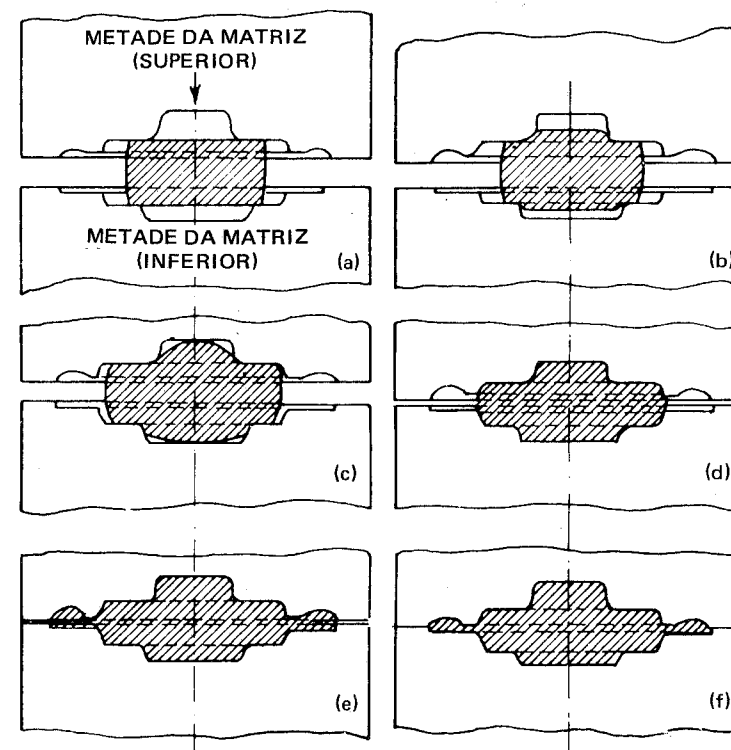 METADE DA MATRIZ
(SUPERIOR)
METADE DA MATRIZ
(INFERIOR)
(a)
(b)
(c)
(d)
(e)
(f)